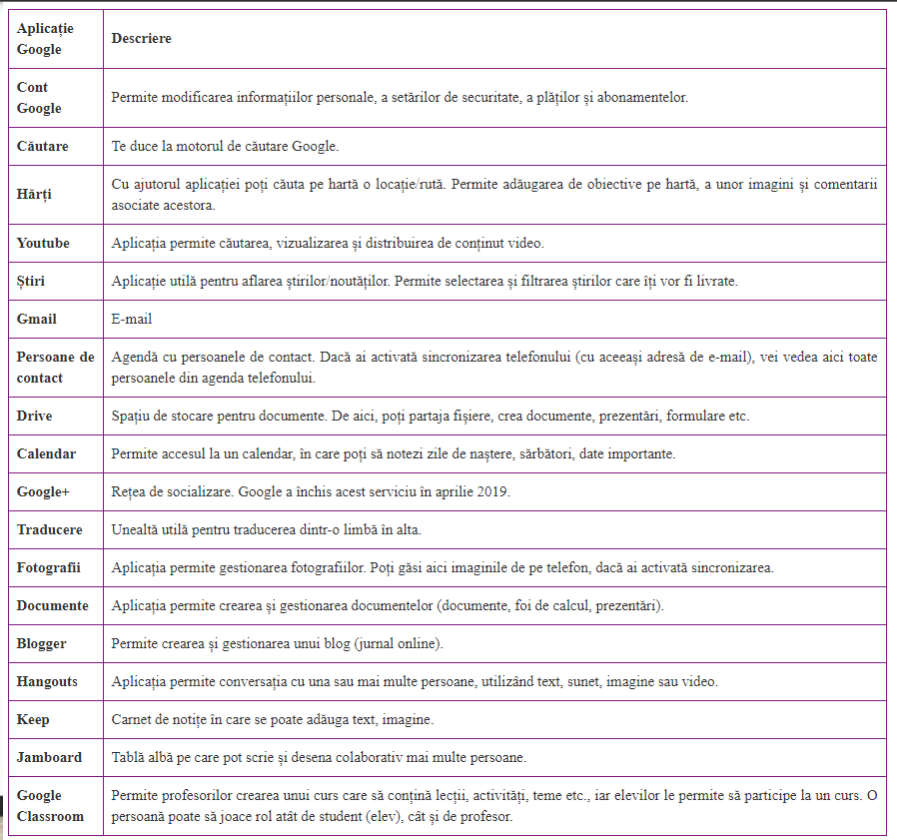 Aplicație
Google
Descriere
Cont
Google
Permite modificarea informațiilor personale, a setărilor de securitate, a plăților și abonamentelor.
Căutare
Te duce la motorul de căutare Google.
Hărți
Cu ajutorul aplicației poți căuta pe hartă o locație/rută. Permite adăugarea de obiective pe hartă, a unor imagini și comentarii
asociate acestora.
Youtube
Aplicația permite căutarea, vizualizarea și distribuirea de conținut video.
Știri
Aplicație utilă pentru aflarea știrilor/noutăților. Permite selectarea și filtrarea știrilor care îți vor fi livrate.
Gmail
E-mail
Persoane de
contact
Agendă cu persoanele de contact. Dacă ai activată sincronizarea telefonului (cu aceeași adresă de e-mail), vei vedea aici toate
persoanele din agenda telefonului.
Drive
Spațiu de stocare pentru documente. De aici, poți partaja fișiere, crea documente, prezentări, formulare etc.
Calendar
Permite accesul la un calendar, în care poți să notezi zile de naștere, sărbători, date importante.
Google+
Rețea de socializare. Google a închis acest serviciu în aprilie 2019.
Traducere
Unealtă utilă pentru traducerea dintr-o limbă în alta.
Fotografii
Aplicația permite gestionarea fotografiilor. Poți găsi aici imaginile de pe telefon, dacă ai activată sincronizarea.
Documente
Aplicația permite crearea și gestionarea documentelor (documente, foi de calcul, prezentări).
Blogger
Permite crearea și gestionarea unui blog (jurnal online).
Hangouts
Aplicația permite conversația cu una sau mai multe persoane, utilizând text, sunet, imagine sau video.
Keep
Carnet de notițe în care se poate adăuga text, imagine.
Jamboard
Tablă albă pe care pot scrie și desena colaborativ mai multe persoane.
Google
Classroom
Permite profesorilor crearea unui curs care să conțină lecții, activități, teme etc., iar elevilor le permite să participe la un curs. O
persoană poate să joace rol atât de student (elev), cât și de profesor.